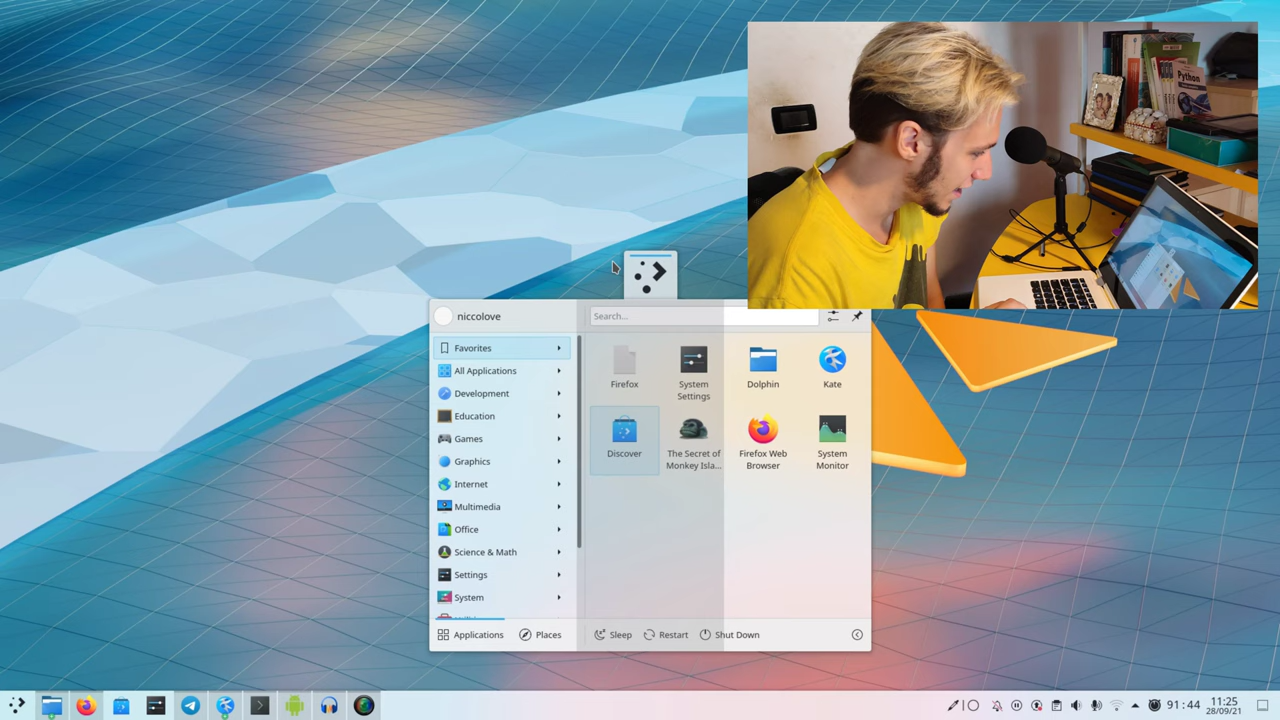 Python
niccolove
Search...
Favorites
All Applications
Development
Education
Games
Graphics
Internet
Multimedia
Office
Science & Math
Settings
System
Firefox
System
Settings
Dolphin
Kate
Discover
The Secret of
Monkey Isla...
Firefox Web
Browser
System
Monitor
Applications
Places
Sleep
Restart
Shut Down
91:44
11:25
28/09/21